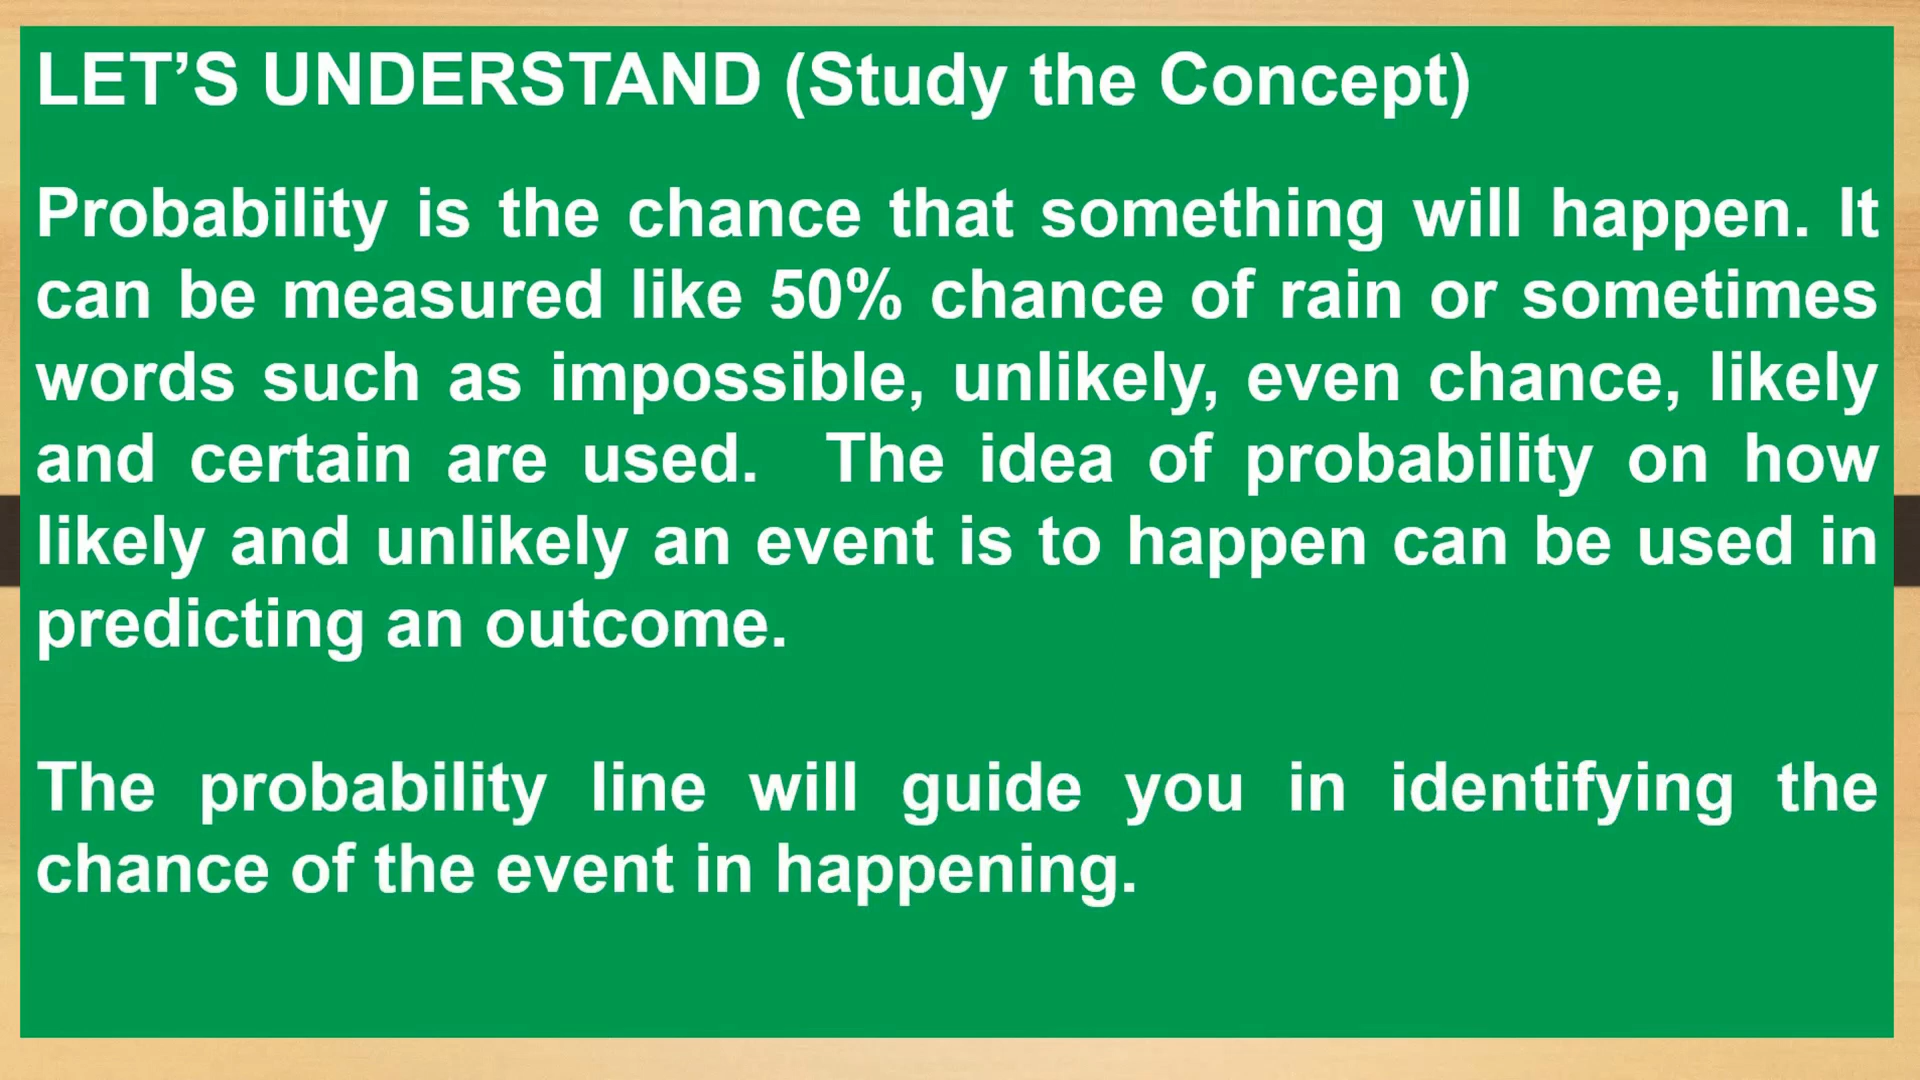 LET’S UNDERSTAND (Study the Concept)
Probability is the chance that something will happen. It
can be measured like 50% chance of rain or sometimes
words such as impossible, unlikely, even chance, likely
and certain are used. The idea of probability on how
likely and unlikely an event is to happen can be used in
predicting an outcome.
The probability line will guide you in identifying the
chance of the event in happening.